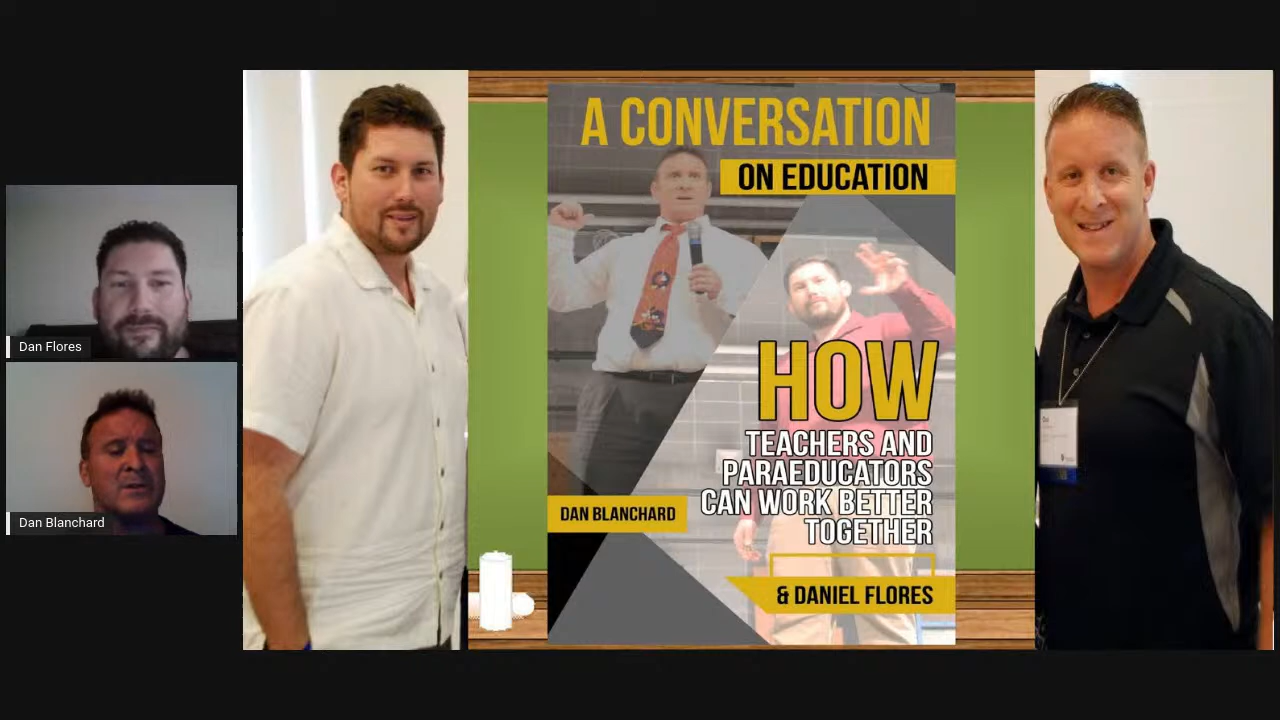 Dan Flores
Dan Blanchard
A CONVERSATION
ON EDUCATION
HOW
TEACHERS AND
PARAEDUCATORS
CAN WORK BETTER
TOGETHER
DAN BLANCHARD
& DANIEL FLORES